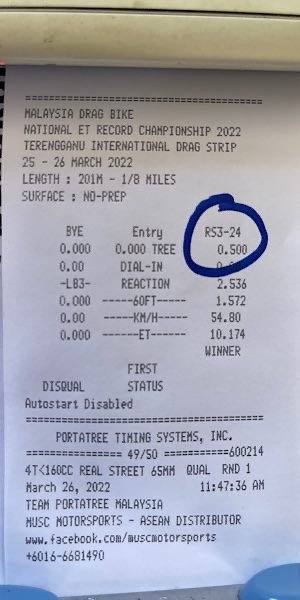 ==================================
MALAYSIA DRAG BIKE
NATIONAL ET RECORD CHAMPIONSHIP 2022
TERENGGANU INTERNATIONAL DRAG STRIP
25 - 26 MARCH 2022
LENGTH : 201M - 1/8 MILES
SURFACE : NO-PREP
BYE Entry RS3-24
0.000 0.000 TREE 0.500
0.00 DIAL-IN
-LB3- REACTION 2.536
0.000 -----60FT----- 1.572
0.00 -----KM/H----- 54.80
0.000 ------ET------ 10.174
WINNER
FIRST
DISQUAL STATUS
Autostart Disabled
==================================
PORTATREE TIMING SYSTEMS, INC.
============== 49/50 ===========600214
4T<160CC REAL STREET 65MM QUAL RND 1
March 26, 2022 11:47:36 AM
TEAM PORTATREE MALAYSIA
MUSC MOTORSPORTS - ASEAN DISTRIBUTOR
www.facebook.com/muscmotorsports
+6016-6681490